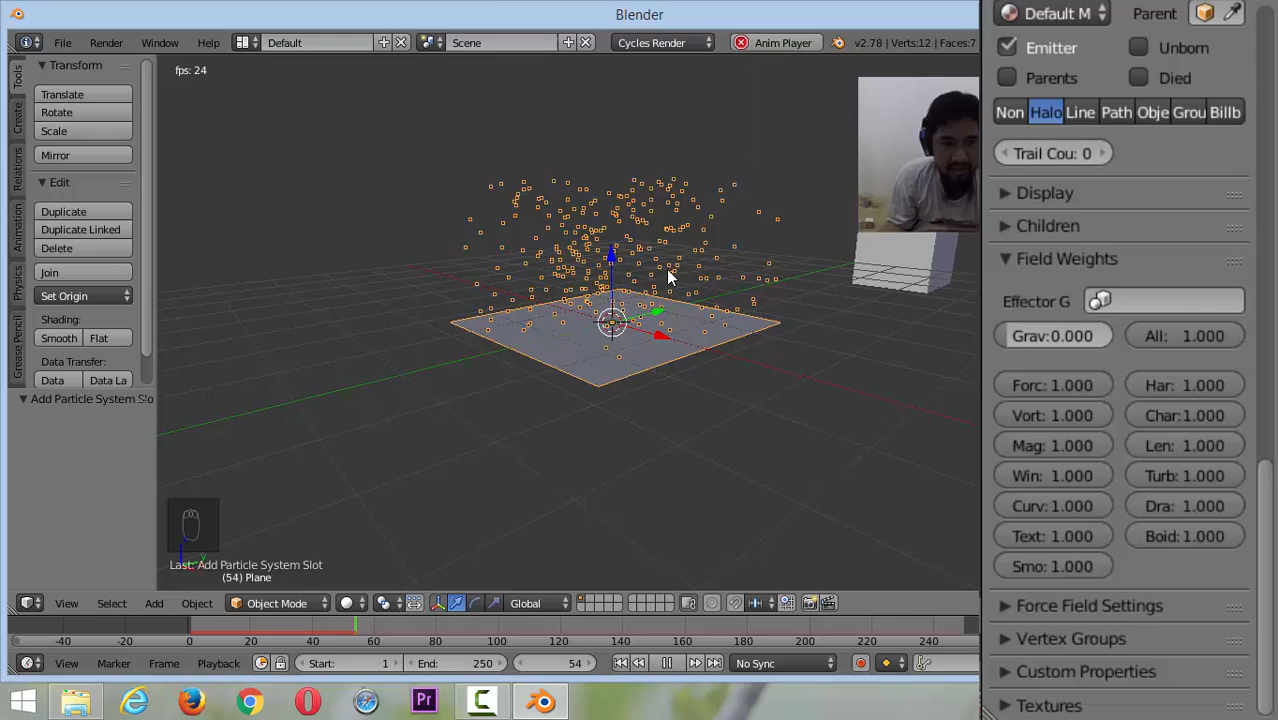 Blender
File Render Window Help Default Scene Cycles Render Anim Player v2.78 | Verts:12 | Faces:7
fps: 24
Tools
Create
Relations
Animation
Physics
Grease Pencil
Transform
Translate
Rotate
Scale
Mirror
Edit
Duplicate
Duplicate Linked
Delete
Join
Set Origin
Shading:
Smooth Flat
Data Transfer:
Data Data La
Add Particle System Slo
y
Last: Add Particle System Slot
(54) Plane
View Select Add Object Object Mode Global
-40 -20 0 20 40 60 80 100 120 140 160 180 200 220 240
View Marker Frame Playback Start: 1 End: 250 54 No Sync
Default M Parent
Emitter Unborn
Parents Died
Non Halo Line Path Obje Grou Billb
Trail Cou: 0
Display
Children
Field Weights
Effector G
Grav:0.000 All: 1.000
Forc: 1.000 Har: 1.000
Vort: 1.000 Char:1.000
Mag: 1.000 Len: 1.000
Win: 1.000 Turb: 1.000
Curv: 1.000 Dra: 1.000
Text: 1.000 Boid: 1.000
Smo: 1.000
Force Field Settings
Vertex Groups
Custom Properties
Textures
Pr